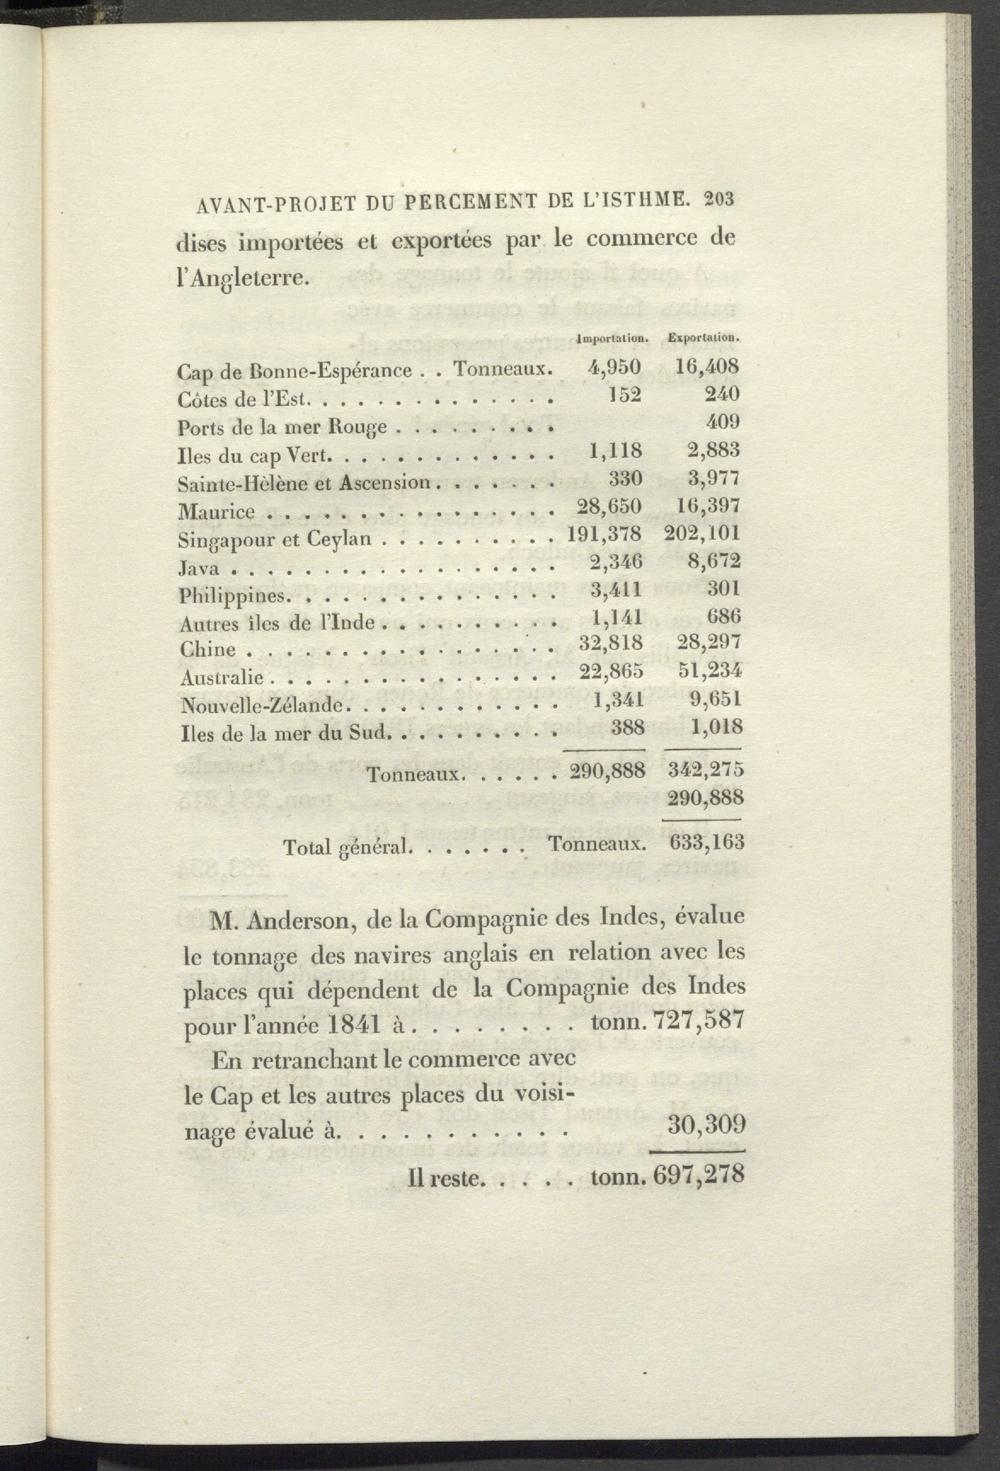 AVANT-PROJET DU PERCEMENT DE L'ISTHME. 203
dises importées et exportées par le commerce de
l'Angleterre.
Importation. Exportation.
Cap de Bonne-Espérance . . Tonneaux. 4,950 16,408
Côtes de l'Est. . . . . . . . . . . . . . 152 240
Ports de la mer Rouge . . . . . . . . . 409
Iles du cap Vert. . . . . . . . . . . . . 1,118 2,883
Sainte-Hélène et Ascension . . . . . . . 330 3,977
Maurice . . . . . . . . . . . . . . . . 28,650 16,397
Singapour et Ceylan . . . . . . . . . . 191,378 202,101
Java . . . . . . . . . . . . . . . . . . 2,346 8,672
Philippines. . . . . . . . . . . . . . . 3,411 301
Autres îles de l'Inde . . . . . . . . . . 1,141 686
Chine . . . . . . . . . . . . . . . . . 32,818 28,297
Australie . . . . . . . . . . . . . . . . 22,865 51,234
Nouvelle-Zélande. . . . . . . . . . . . 1,341 9,651
Iles de la mer du Sud. . . . . . . . . . 388 1,018
Tonneaux. . . . . . 290,888 342,275
290,888
Total général. . . . . . . Tonneaux. 633,163
M. Anderson, de la Compagnie des Indes, évalue
le tonnage des navires anglais en relation avec les
places qui dépendent de la Compagnie des Indes
pour l'année 1841 à . . . . . . . . tonn. 727,587
En retranchant le commerce avec
le Cap et les autres places du voisi-
nage évalué à. . . . . . . . . . . 30,309
Il reste. . . . . tonn. 697,278